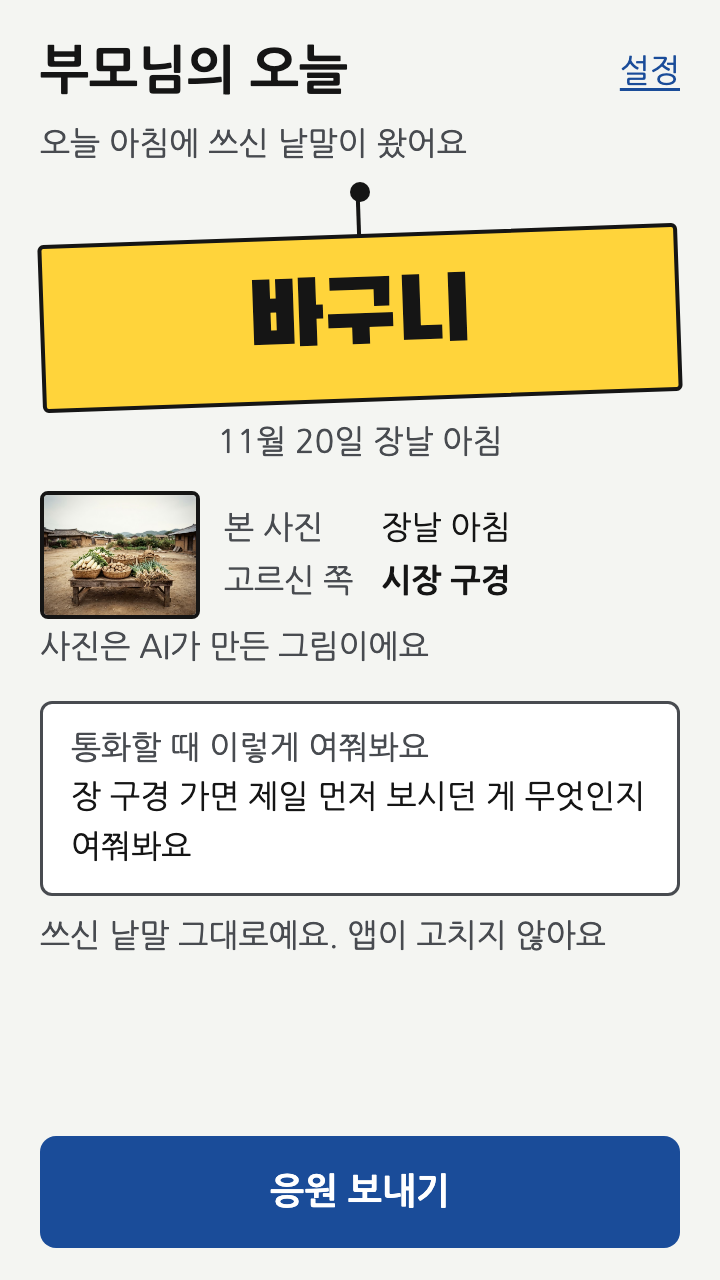 부모님의 오늘
설정
오늘 아침에 쓰신 낱말이 왔어요
바구니
11월 20일 장날 아침
본 사진 장날 아침
고르신 쪽 시장 구경
사진은 AI가 만든 그림이에요
통화할 때 이렇게 여쭤봐요
장 구경 가면 제일 먼저 보시던 게 무엇인지
여쭤봐요
쓰신 낱말 그대로예요. 앱이 고치지 않아요
응원 보내기